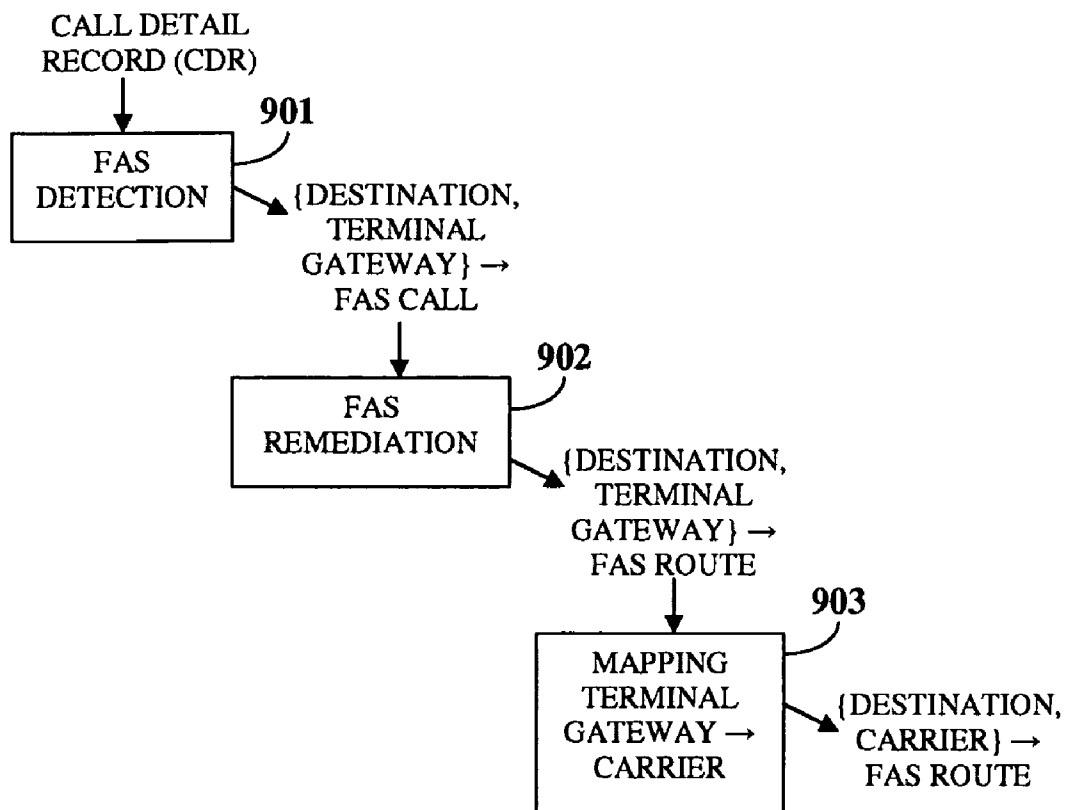 CALL DETAIL
RECORD (CDR)
901
FAS
DETECTION
{DESTINATION,
TERMINAL
GATEWAY} →
FAS CALL
902
FAS
REMEDIATION
{DESTINATION,
TERMINAL
GATEWAY} →
FAS ROUTE
903
MAPPING
TERMINAL
GATEWAY →
CARRIER
{DESTINATION,
CARRIER} →
FAS ROUTE